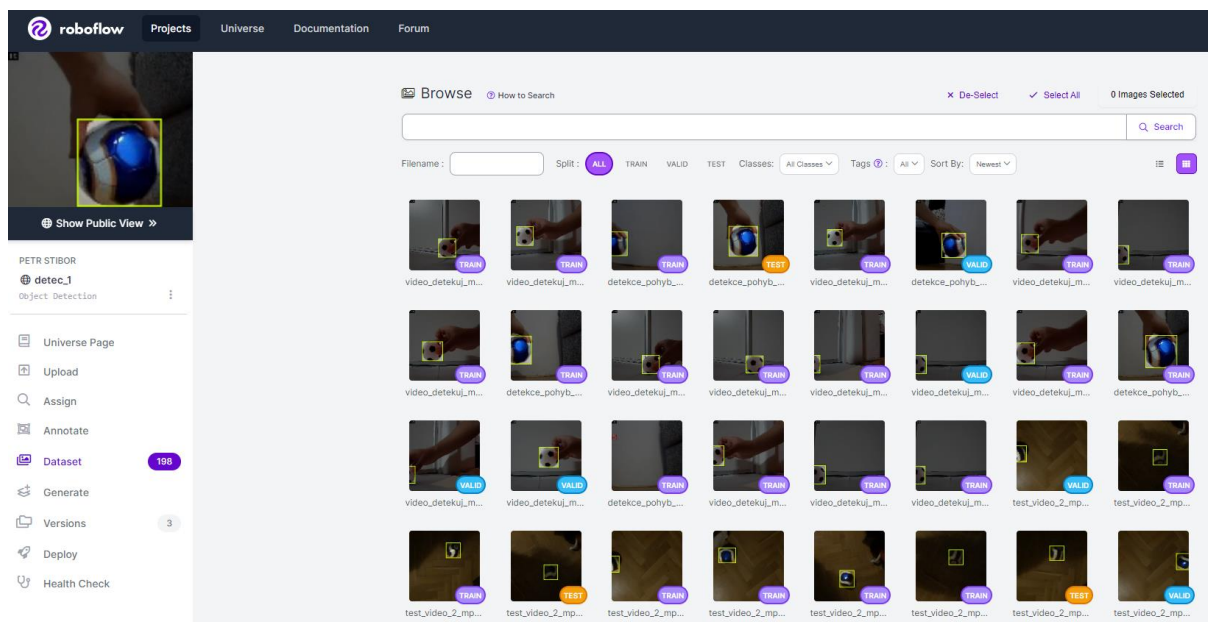 roboflow Projects Universe Documentation Forum
Show Public View »
PETR STIBOR
detec_1
Object Detection
Universe Page
Upload
Assign
Annotate
Dataset 198
Generate
Versions 3
Deploy
Health Check
Browse How to Search De-Select Select All 0 Images Selected
Search
Filename : Split : ALL TRAIN VALID TEST Classes: All Classes Tags : All Sort By: Newest
TRAIN TRAIN TRAIN TEST TRAIN VALID TRAIN TRAIN
video_detekuj_m... video_detekuj_m... detekce_pohyb_... detekce_pohyb_... video_detekuj_m... detekce_pohyb_... video_detekuj_m... video_detekuj_m...
TRAIN TRAIN TRAIN TRAIN TRAIN VALID TRAIN TRAIN
video_detekuj_m... detekce_pohyb_... video_detekuj_m... video_detekuj_m... video_detekuj_m... video_detekuj_m... video_detekuj_m... detekce_pohyb_...
VALID VALID TRAIN TRAIN TRAIN TRAIN VALID TRAIN
video_detekuj_m... video_detekuj_m... detekce_pohyb_... video_detekuj_m... video_detekuj_m... video_detekuj_m... test_video_2_mp... test_video_2_mp...
TRAIN TEST TRAIN TRAIN TRAIN TRAIN TEST VALID
test_video_2_mp... test_video_2_mp... test_video_2_mp... test_video_2_mp... test_video_2_mp... test_video_2_mp... test_video_2_mp... test_video_2_mp...